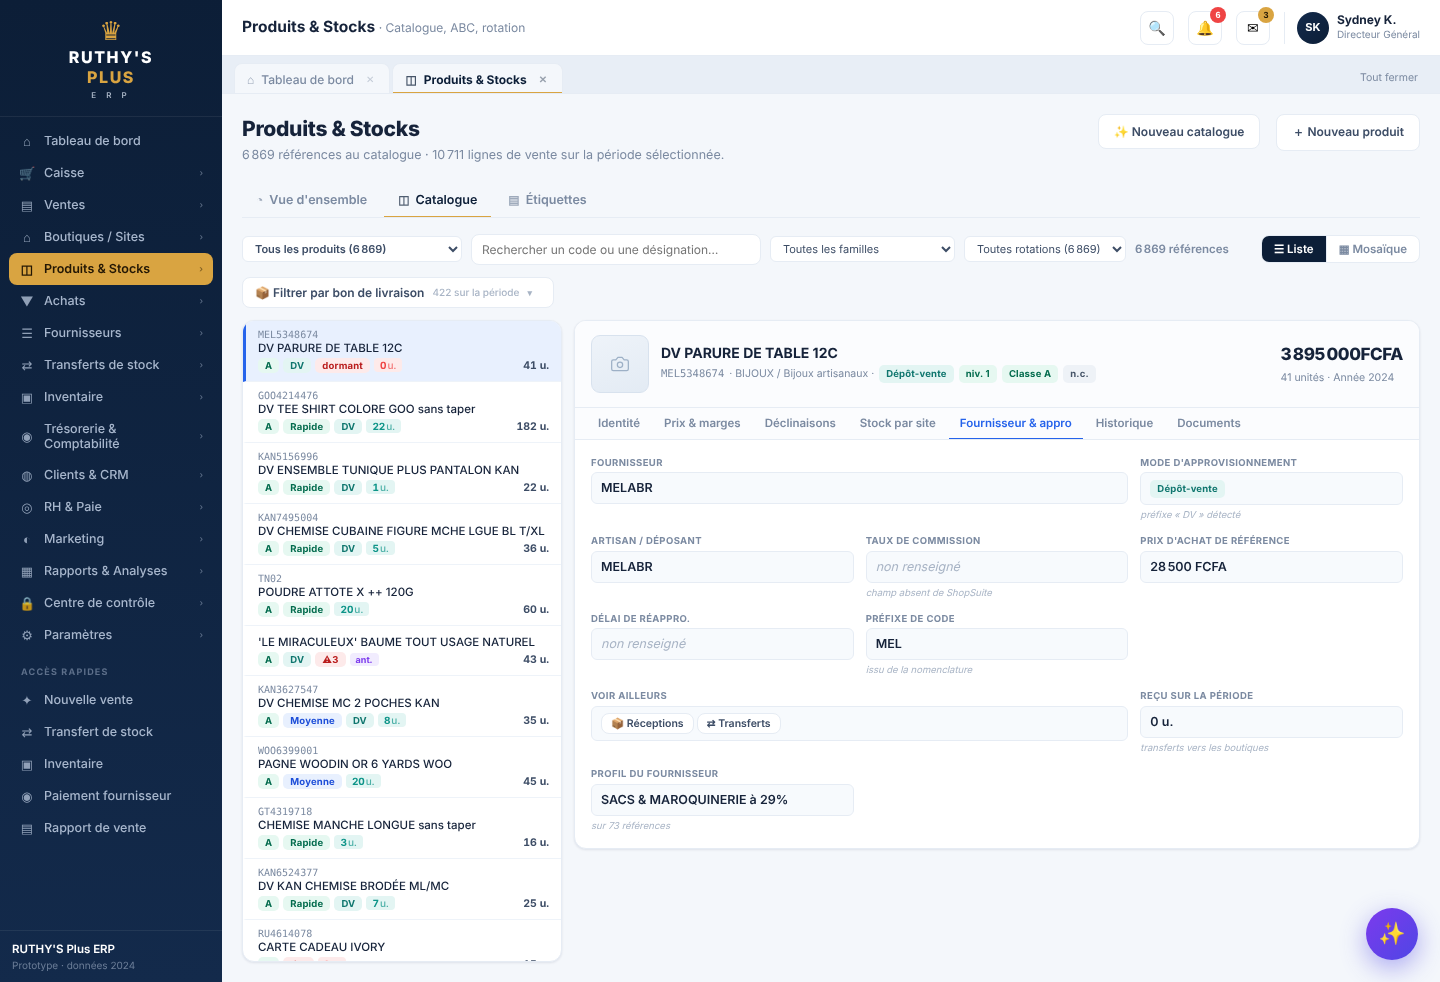 RUTHY'S
PLUS
E R P
Tableau de bord
Caisse
Ventes
Boutiques / Sites
Produits & Stocks
Achats
Fournisseurs
Transferts de stock
Inventaire
Trésorerie &
Comptabilité
Clients & CRM
RH & Paie
Marketing
Rapports & Analyses
Centre de contrôle
Paramètres
ACCÈS RAPIDES
Nouvelle vente
Transfert de stock
Inventaire
Paiement fournisseur
Rapport de vente
RUTHY'S Plus ERP
Prototype · données 2024
Produits & Stocks · Catalogue, ABC, rotation
6
3
SK
Sydney K.
Directeur Général
Tableau de bord ×
Produits & Stocks ×
Tout fermer
Produits & Stocks
6 869 références au catalogue · 10 711 lignes de vente sur la période sélectionnée.
✨ Nouveau catalogue
+ Nouveau produit
Vue d'ensemble
Catalogue
Étiquettes
Tous les produits (6 869)
Rechercher un code ou une désignation...
Toutes les familles
Toutes rotations (6 869)
6 869 références
Liste
Mosaïque
Filtrer par bon de livraison 422 sur la période
MEL5348674
DV PARURE DE TABLE 12C
A DV dormant 0 u. 41 u.
GOO4214476
DV TEE SHIRT COLORE GOO sans taper
A Rapide DV 22 u. 182 u.
KAN5156996
DV ENSEMBLE TUNIQUE PLUS PANTALON KAN
A Rapide DV 1 u. 22 u.
KAN7495004
DV CHEMISE CUBAINE FIGURE MCHE LGUE BL T/XL
A Rapide DV 5 u. 36 u.
TN02
POUDRE ATTOTE X ++ 120G
A Rapide 20 u. 60 u.
'LE MIRACULEUX' BAUME TOUT USAGE NATUREL
A DV ⚠3 ant. 43 u.
KAN3627547
DV CHEMISE MC 2 POCHES KAN
A Moyenne DV 8 u. 35 u.
WOO6399001
PAGNE WOODIN OR 6 YARDS WOO
A Moyenne 20 u. 45 u.
GT4319718
CHEMISE MANCHE LONGUE sans taper
A Rapide 3 u. 16 u.
KAN6524377
DV KAN CHEMISE BRODÉE ML/MC
A Rapide DV 7 u. 25 u.
RU4614078
CARTE CADEAU IVORY
DV PARURE DE TABLE 12C
MEL5348674 · BIJOUX / Bijoux artisanaux · Dépôt-vente niv. 1 Classe A n.c.
3 895 000 FCFA
41 unités · Année 2024
Identité
Prix & marges
Déclinaisons
Stock par site
Fournisseur & appro
Historique
Documents
FOURNISSEUR
MELABR
MODE D'APPROVISIONNEMENT
Dépôt-vente
préfixe « DV » détecté
ARTISAN / DÉPOSANT
MELABR
TAUX DE COMMISSION
non renseigné
champ absent de ShopSuite
PRIX D'ACHAT DE RÉFÉRENCE
28 500 FCFA
DÉLAI DE RÉAPPRO.
non renseigné
PRÉFIXE DE CODE
MEL
issu de la nomenclature
VOIR AILLEURS
Réceptions
Transferts
REÇU SUR LA PÉRIODE
0 u.
transferts vers les boutiques
PROFIL DU FOURNISSEUR
SACS & MAROQUINERIE à 29%
sur 73 références